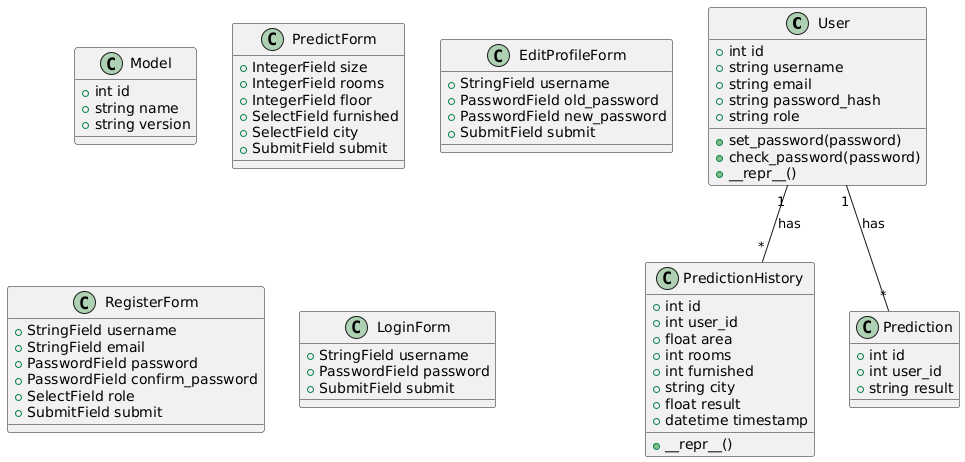 C Model
int id
string name
string version
C PredictForm
IntegerField size
IntegerField rooms
IntegerField floor
SelectField furnished
SelectField city
SubmitField submit
C EditProfileForm
StringField username
PasswordField old_password
PasswordField new_password
SubmitField submit
C User
int id
string username
string email
string password_hash
string role
set_password(password)
check_password(password)
__repr__()
1
has
*
1
has
*
C RegisterForm
StringField username
StringField email
PasswordField password
PasswordField confirm_password
SelectField role
SubmitField submit
C LoginForm
StringField username
PasswordField password
SubmitField submit
C PredictionHistory
int id
int user_id
float area
int rooms
int furnished
string city
float result
datetime timestamp
__repr__()
C Prediction
int id
int user_id
string result